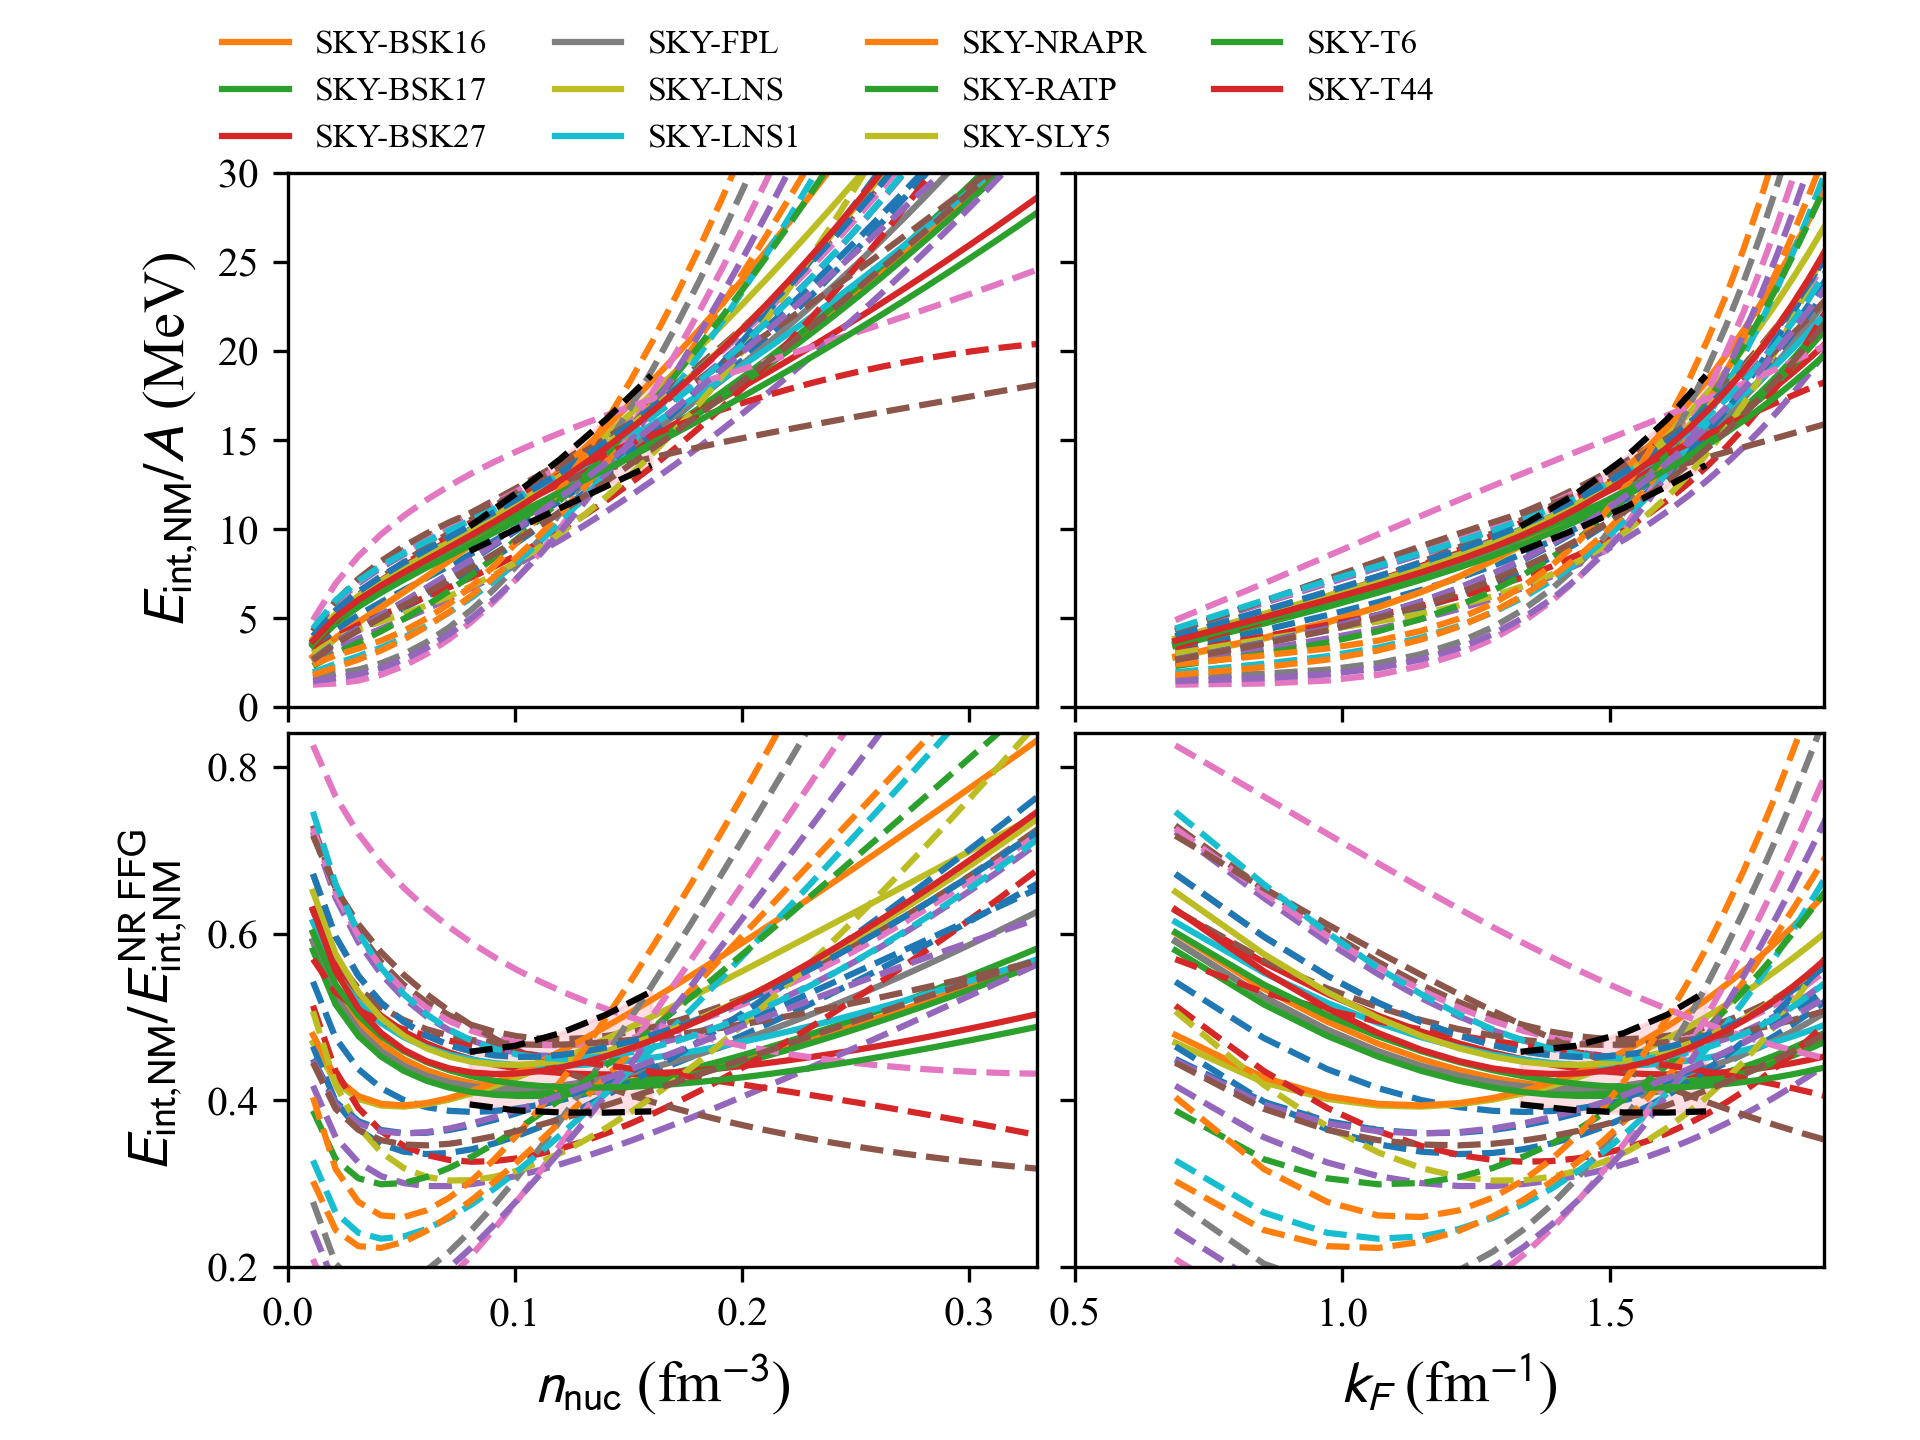 SKY-BSK16 SKY-FPL SKY-NRAPR SKY-T6
SKY-BSK17 SKY-LNS SKY-RATP SKY-T44
SKY-BSK27 SKY-LNS1 SKY-SLY5
30
25
20
15
10
5
0
E_int,NM/A (MeV)
0.8
0.6
0.4
0.2
E_int,NM/E^NR FFG_int,NM
0.0 0.1 0.2 0.3 0.5 1.0 1.5
n_nuc (fm⁻³) k_F (fm⁻¹)